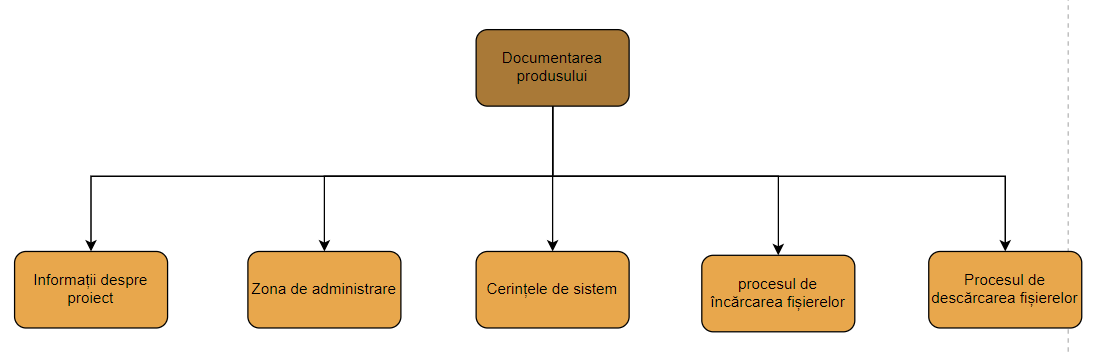 Documentarea
produsului
Informații despre
proiect
Zona de administrare
Cerințele de sistem
procesul de
încărcarea fișierelor
Procesul de
descărcarea fișierelor